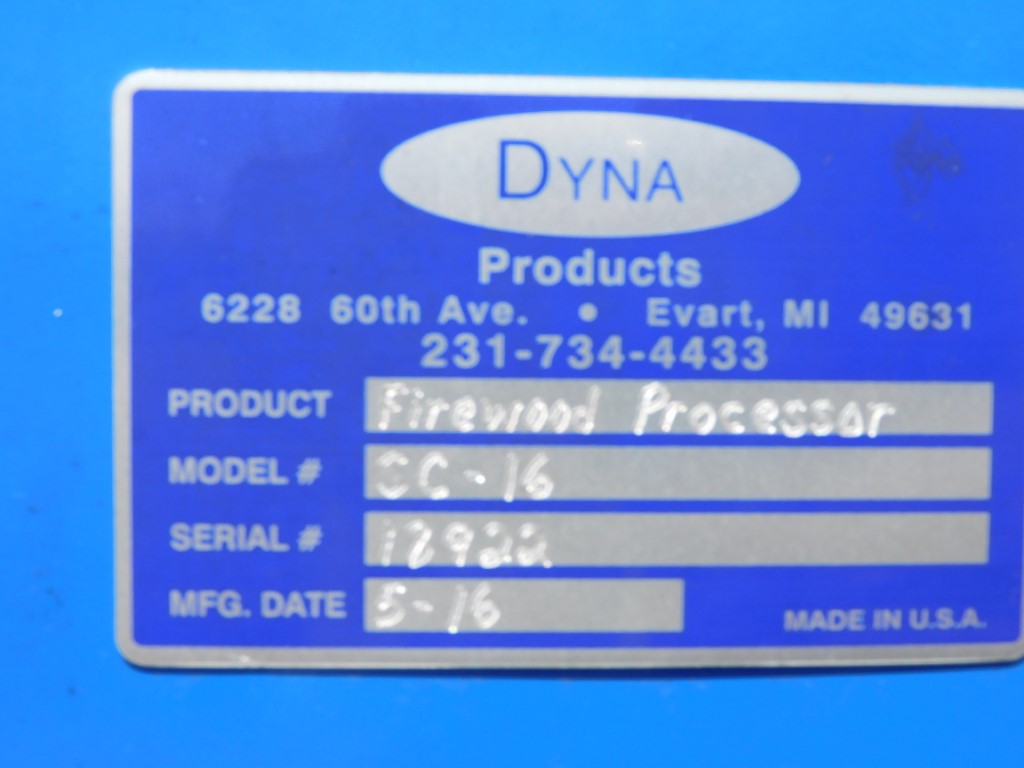 DYNA
Products
6228 60th Ave. • Evart, MI 49631
231-734-4433
PRODUCT Firewood Processor
MODEL # SC-16
SERIAL # 12922
MFG. DATE 5-16
MADE IN U.S.A.